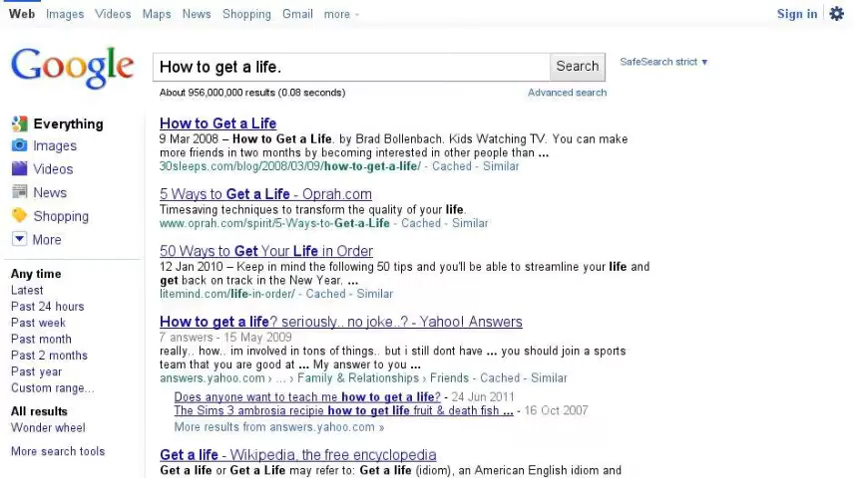 Web Images Videos Maps News Shopping Gmail more
Sign in
Google
How to get a life.
Search
SafeSearch strict ▼
About 956,000,000 results (0.08 seconds)
Advanced search
Everything
Images
Videos
News
Shopping
More
Any time
Latest
Past 24 hours
Past week
Past month
Past 2 months
Past year
Custom range...
All results
Wonder wheel
More search tools
How to Get a Life
9 Mar 2008 – How to Get a Life. by Brad Bollenbach. Kids Watching TV. You can make
more friends in two months by becoming interested in other people than ...
30sleeps.com/blog/2008/03/09/how-to-get-a-life/ - Cached - Similar
5 Ways to Get a Life - Oprah.com
Timesaving techniques to transform the quality of your life.
www.oprah.com/spirit/5-Ways-to-Get-a-Life - Cached - Similar
50 Ways to Get Your Life in Order
12 Jan 2010 – Keep in mind the following 50 tips and you'll be able to streamline your life and
get back on track in the New Year. ...
litemind.com/life-in-order/ - Cached - Similar
How to get a life? seriously.. no joke..? - Yahoo! Answers
7 answers - 15 May 2009
really.. how.. im involved in tons of things.. but i still dont have ... you should join a sports
team that you are good at ... My answer to you ...
answers.yahoo.com › ... › Family & Relationships › Friends - Cached - Similar
Does anyone want to teach me how to get a life? - 24 Jun 2011
The Sims 3 ambrosia recipie how to get life fruit & death fish ... - 16 Oct 2007
More results from answers.yahoo.com »
Get a life - Wikipedia, the free encyclopedia
Get a life or Get a Life may refer to: Get a life (idiom), an American English idiom and